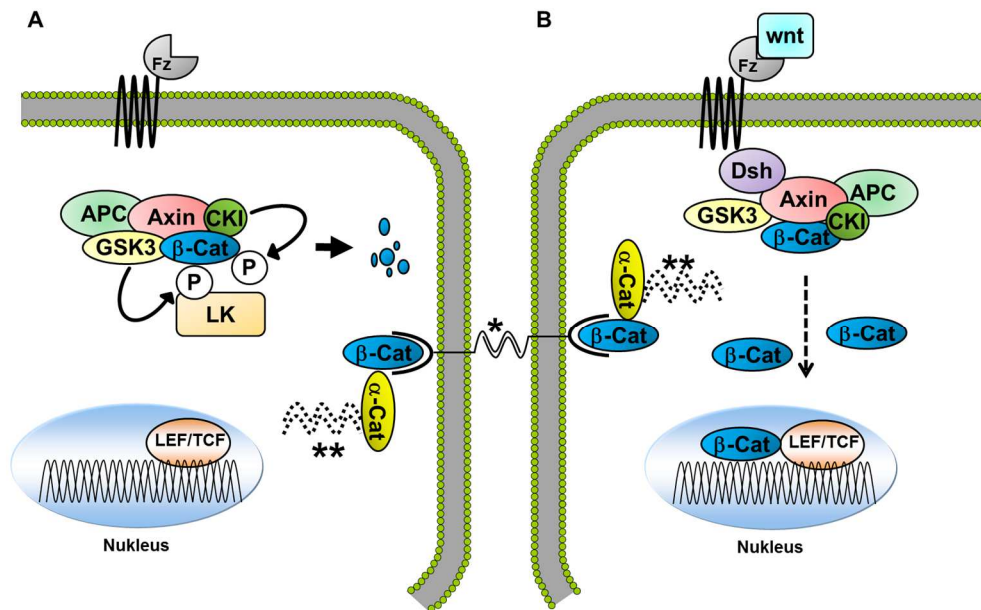 A
Fz
APC
Axin
CKI
GSK3
β-Cat
P
P
LK
β-Cat
α-Cat
*
**
LEF/TCF
Nukleus
B
wnt
Fz
Dsh
Axin
APC
GSK3
CKI
β-Cat
α-Cat
**
β-Cat
β-Cat
β-Cat
β-Cat
LEF/TCF
Nukleus